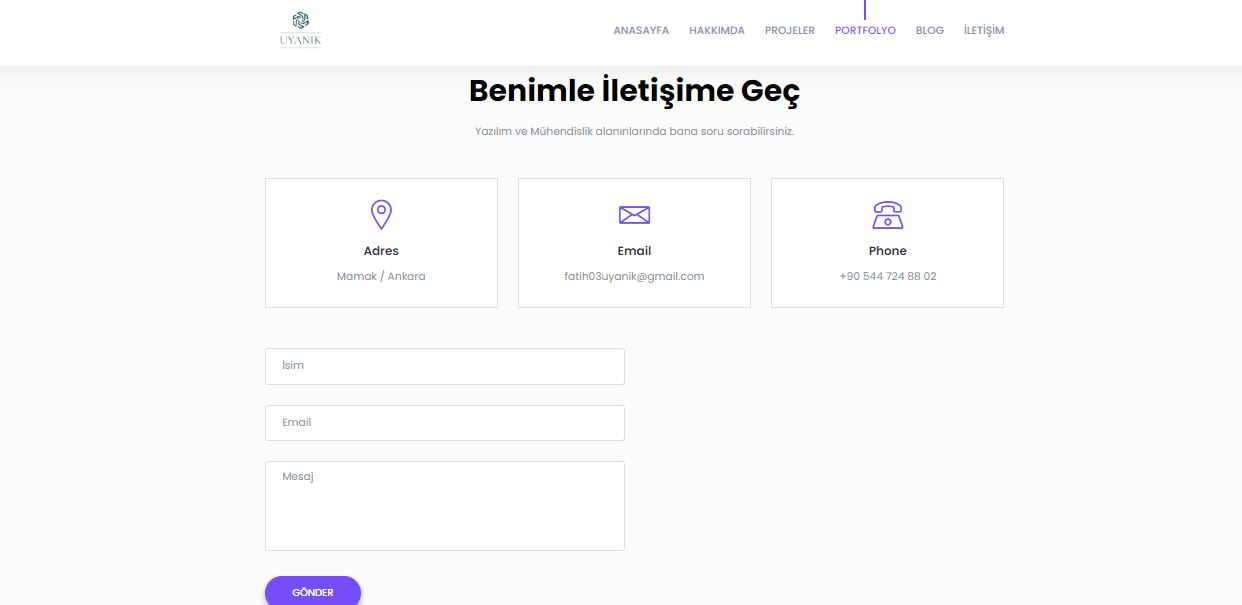 UYANIK
ANASAYFA HAKKIMDA PROJELER PORTFOLYO BLOG İLETİŞİM
Benimle İletişime Geç
Yazılım ve Mühendislik alanınlarında bana soru sorabilirsiniz.
Adres
Mamak / Ankara
Email
fatih03uyanik@gmail.com
Phone
+90 544 724 88 02
İsim
Email
Mesaj
GÖNDER